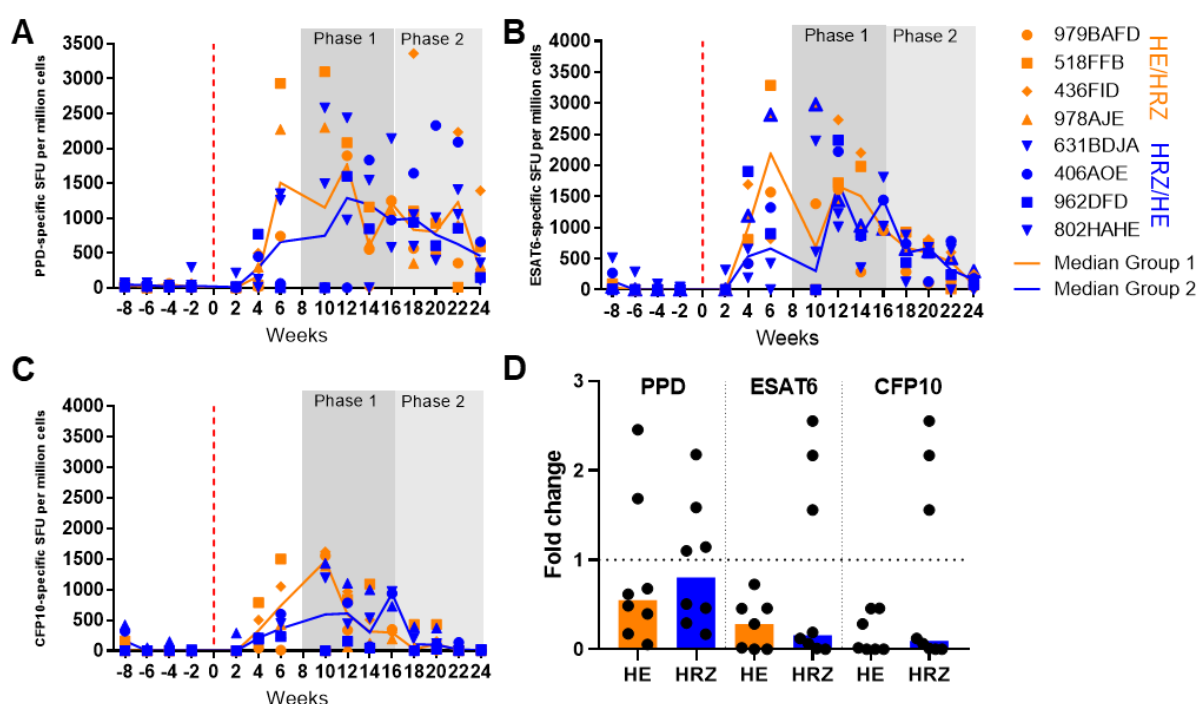 A
PPD-specific SFU per million cells
3500
3000
2500
2000
1500
1000
500
0
Phase 1
Phase 2
-8 -6 -4 -2 0 2 4 6 8 10 12 14 16 18 20 22 24
Weeks
B
ESAT6-specific SFU per million cells
4000
3500
3000
2500
2000
1500
1000
500
0
Phase 1
Phase 2
-8 -6 -4 -2 0 2 4 6 8 10 12 14 16 18 20 22 24
Weeks
979BAFD
518FFB
436FID
978AJE
631BDJA
406AOE
962DFD
802HAHE
Median Group 1
Median Group 2
HE/HRZ
HRZ/HE
C
CFP10-specific SFU per million cells
4000
3500
3000
2500
2000
1500
1000
500
0
Phase 1
Phase 2
-8 -6 -4 -2 0 2 4 6 8 10 12 14 16 18 20 22 24
Weeks
D
Fold change
3
2
1
0
PPD ESAT6 CFP10
HE HRZ HE HRZ HE HRZ